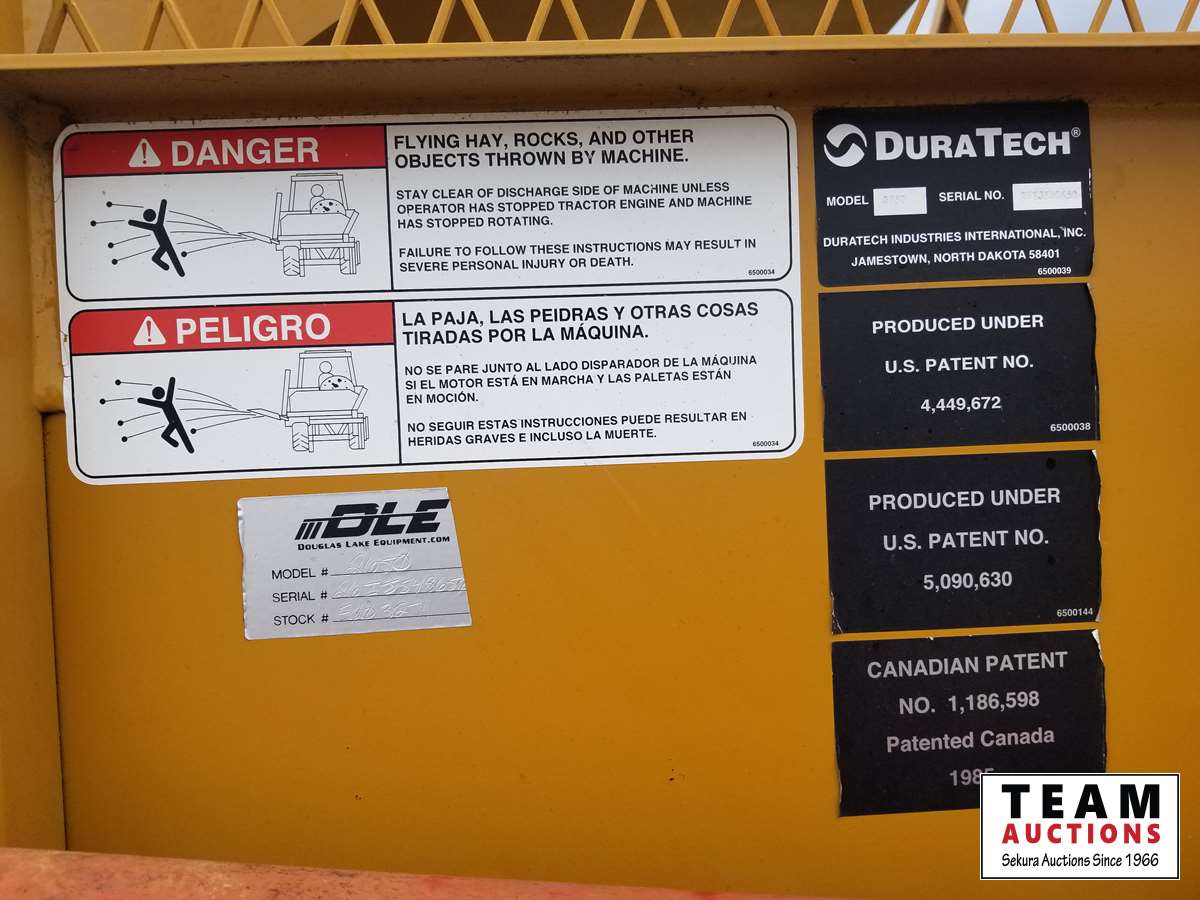 DANGER
FLYING HAY, ROCKS, AND OTHER
OBJECTS THROWN BY MACHINE.
STAY CLEAR OF DISCHARGE SIDE OF MACHINE UNLESS
OPERATOR HAS STOPPED TRACTOR ENGINE AND MACHINE
HAS STOPPED ROTATING.
FAILURE TO FOLLOW THESE INSTRUCTIONS MAY RESULT IN
SEVERE PERSONAL INJURY OR DEATH.
6500034
PELIGRO
LA PAJA, LAS PEIDRAS Y OTRAS COSAS
TIRADAS POR LA MÁQUINA.
NO SE PARE JUNTO AL LADO DISPARADOR DE LA MÁQUINA
SI EL MOTOR ESTÁ EN MARCHA Y LAS PALETAS ESTÁN
EN MOCIÓN.
NO SEGUIR ESTAS INSTRUCCIONES PUEDE RESULTAR EN
HERIDAS GRAVES E INCLUSO LA MUERTE.
6500034
DLE
DOUGLAS LAKE EQUIPMENT.COM
MODEL #
SERIAL #
STOCK #
DURATECH®
MODEL SERIAL NO.
DURATECH INDUSTRIES INTERNATIONAL, INC.
JAMESTOWN, NORTH DAKOTA 58401
6500039
PRODUCED UNDER
U.S. PATENT NO.
4,449,672
6500038
PRODUCED UNDER
U.S. PATENT NO.
5,090,630
6500144
CANADIAN PATENT
NO. 1,186,598
Patented Canada
1985
TEAM
AUCTIONS
Sekura Auctions Since 1966